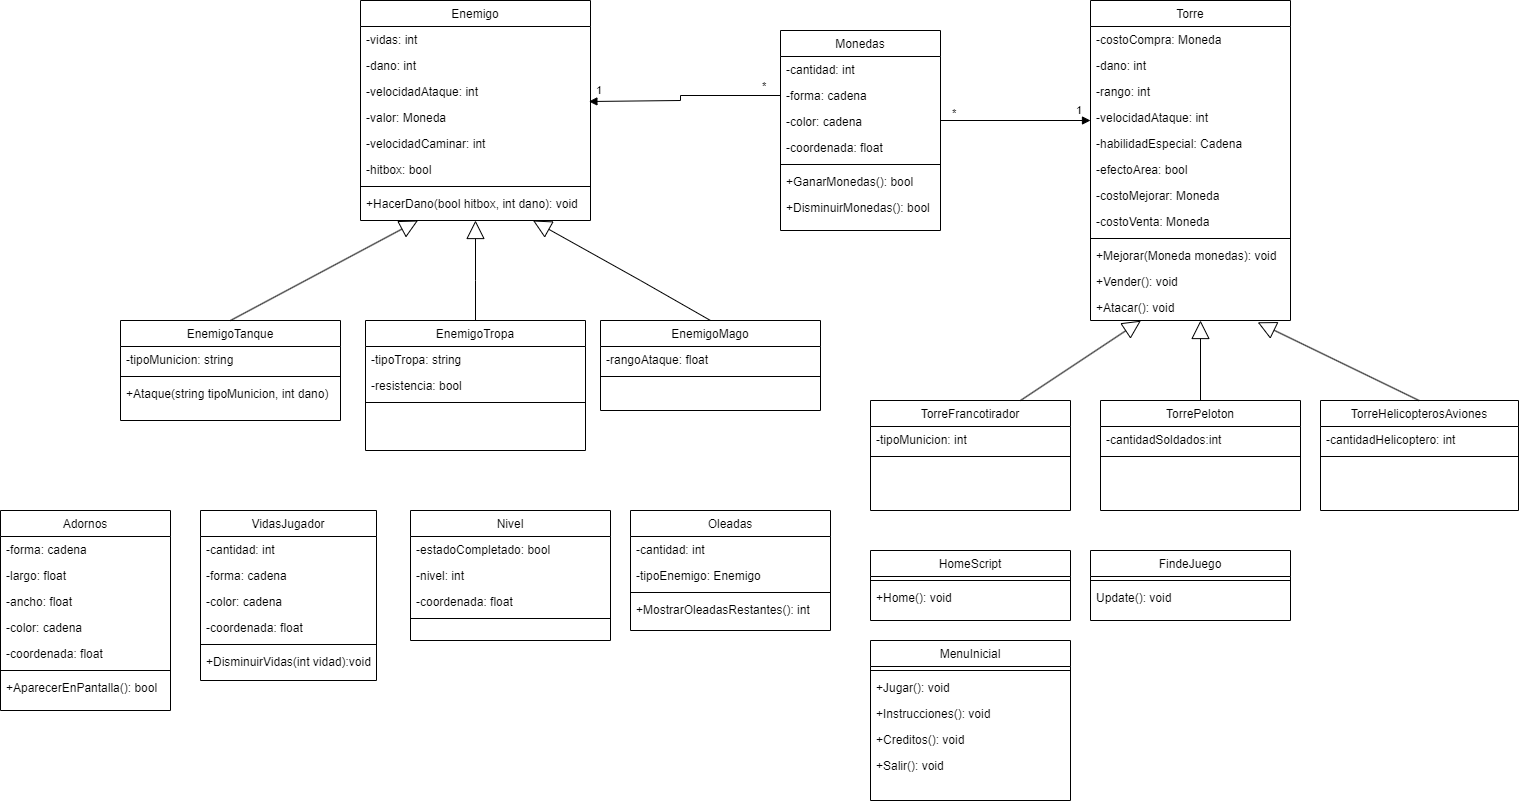 Enemigo
-vidas: int
-dano: int
-velocidadAtaque: int
-valor: Moneda
-velocidadCaminar: int
-hitbox: bool
+HacerDano(bool hitbox, int dano): void
1
*
Monedas
-cantidad: int
-forma: cadena
-color: cadena
-coordenada: float
+GanarMonedas(): bool
+DisminuirMonedas(): bool
*
1
Torre
-costoCompra: Moneda
-dano: int
-rango: int
-velocidadAtaque: int
-habilidadEspecial: Cadena
-efectoArea: bool
-costoMejorar: Moneda
-costoVenta: Moneda
+Mejorar(Moneda monedas): void
+Vender(): void
+Atacar(): void
EnemigoTanque
-tipoMunicion: string
+Ataque(string tipoMunicion, int dano)
EnemigoTropa
-tipoTropa: string
-resistencia: bool
EnemigoMago
-rangoAtaque: float
TorreFrancotirador
-tipoMunicion: int
TorrePeloton
-cantidadSoldados:int
TorreHelicopterosAviones
-cantidadHelicoptero: int
Adornos
-forma: cadena
-largo: float
-ancho: float
-color: cadena
-coordenada: float
+AparecerEnPantalla(): bool
VidasJugador
-cantidad: int
-forma: cadena
-color: cadena
-coordenada: float
+DisminuirVidas(int vidad):void
Nivel
-estadoCompletado: bool
-nivel: int
-coordenada: float
Oleadas
-cantidad: int
-tipoEnemigo: Enemigo
+MostrarOleadasRestantes(): int
HomeScript
+Home(): void
FindeJuego
Update(): void
MenuInicial
+Jugar(): void
+Instrucciones(): void
+Creditos(): void
+Salir(): void